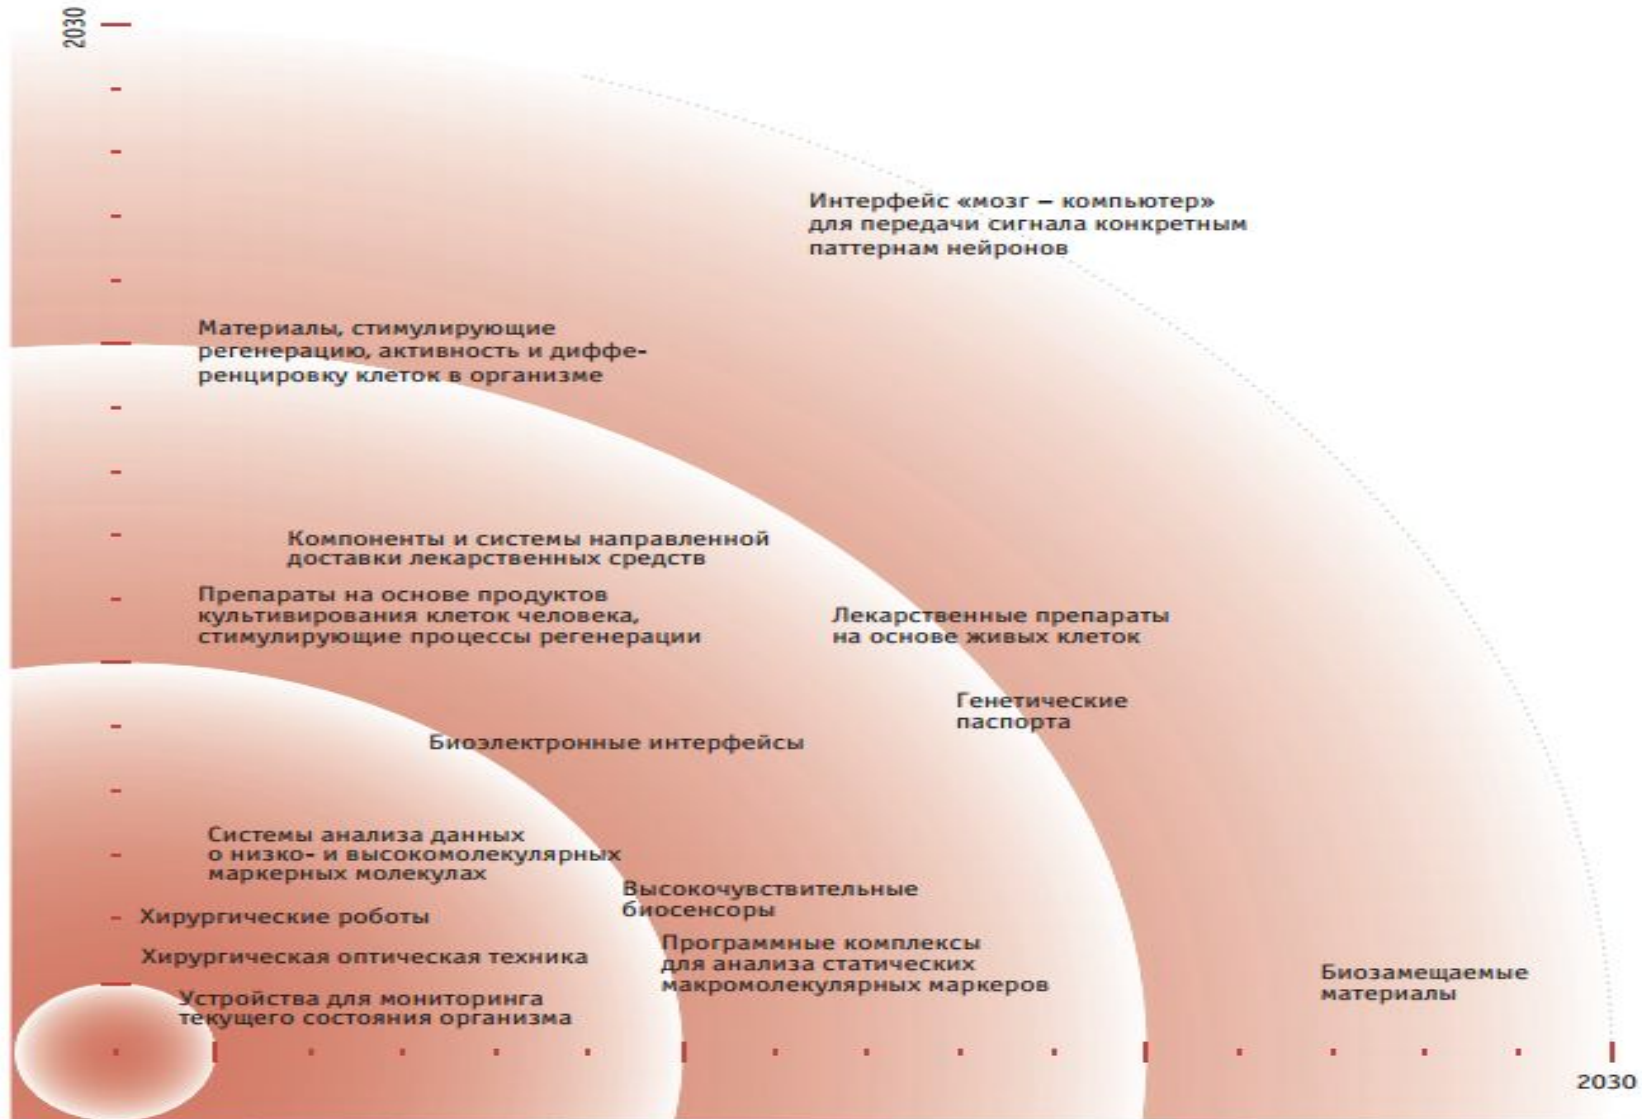 2030
Интерфейс «мозг – компьютер»
для передачи сигнала конкретным
паттернам нейронов
Материалы, стимулирующие
регенерацию, активность и диффе-
ренцировку клеток в организме
Компоненты и системы направленной
доставки лекарственных средств
Препараты на основе продуктов
культивирования клеток человека,
стимулирующие процессы регенерации
Лекарственные препараты
на основе живых клеток
Генетические
паспорта
Биоэлектронные интерфейсы
Системы анализа данных
о низко- и высокомолекулярных
маркерных молекулах
Высокочувствительные
биосенсоры
Хирургические роботы
Программные комплексы
для анализа статических
макромолекулярных маркеров
Хирургическая оптическая техника
Биозамещаемые
материалы
Устройства для мониторинга
текущего состояния организма
2030